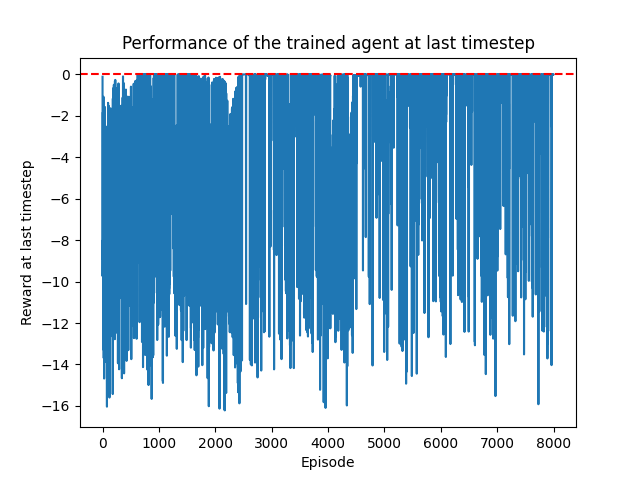 Performance of the trained agent at last timestep
Reward at last timestep
0
−2
−4
−6
−8
−10
−12
−14
−16
0 1000 2000 3000 4000 5000 6000 7000 8000
Episode